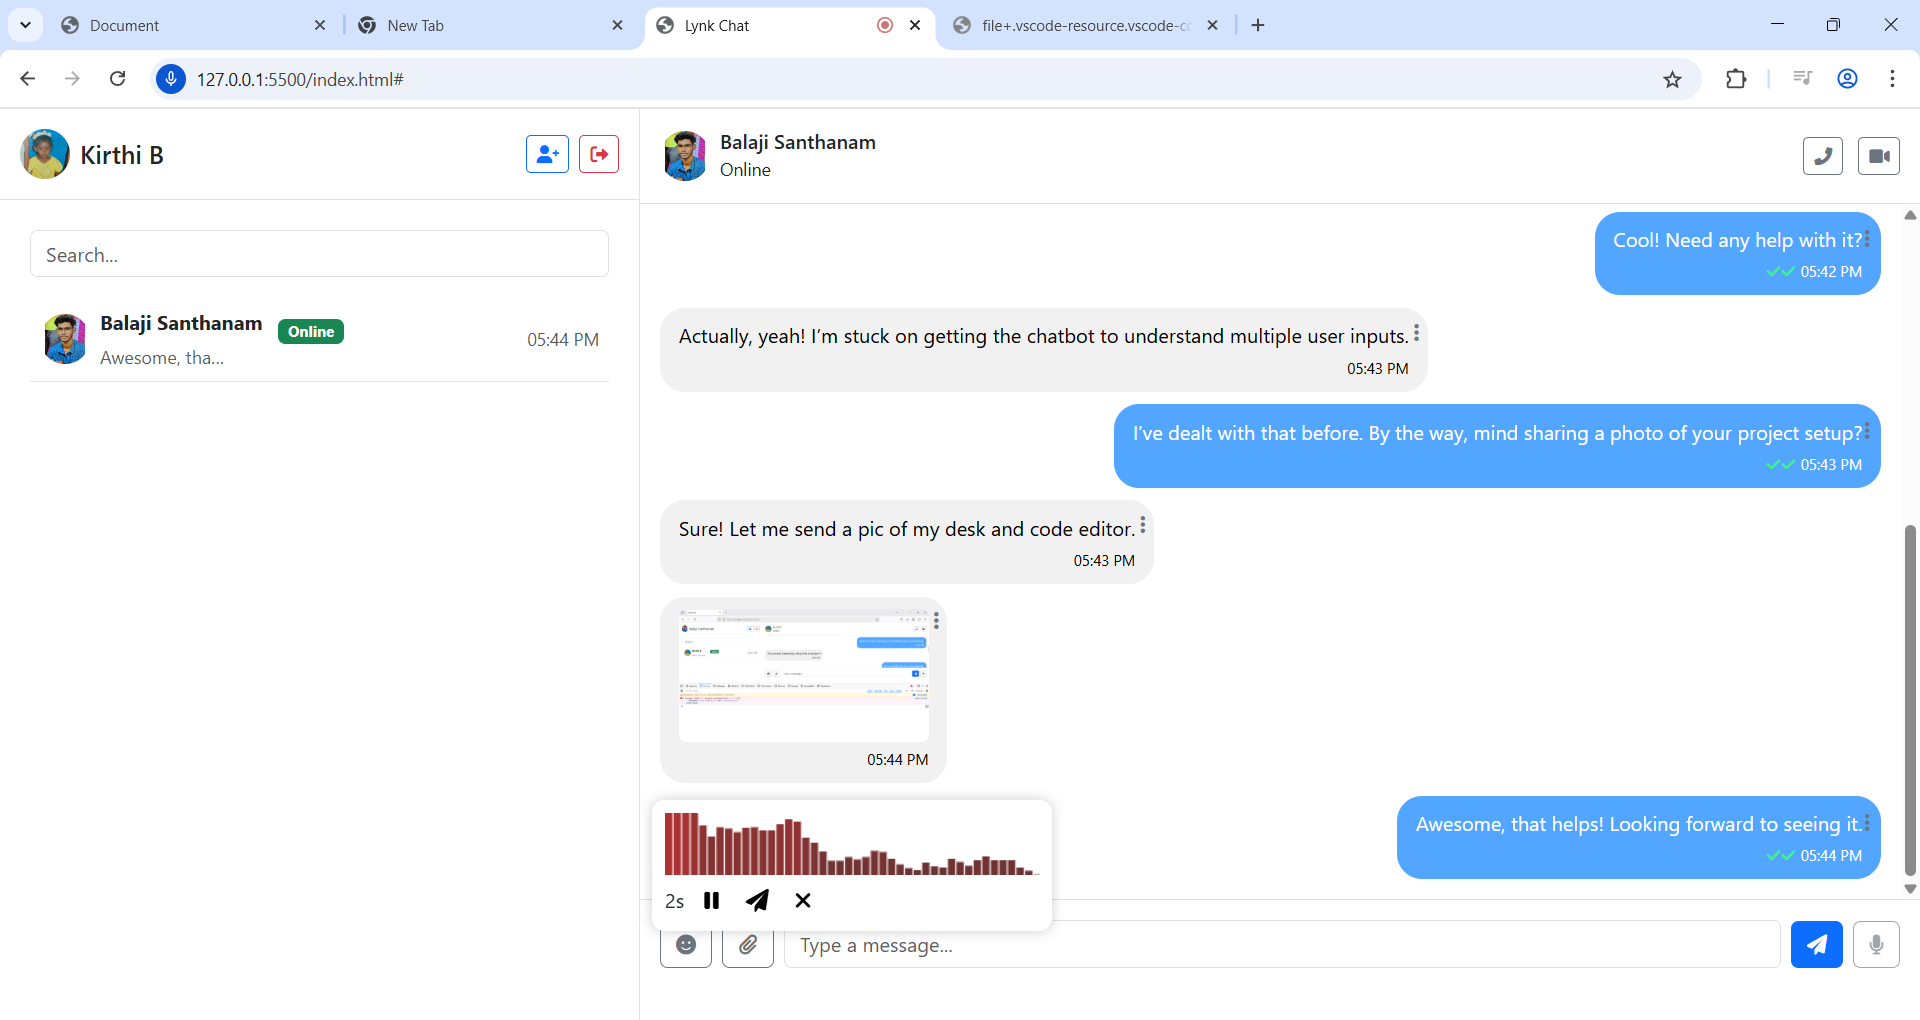 Document
New Tab
Lynk Chat
file+.vscode-resource.vscode-c
127.0.0.1:5500/index.html#
Kirthi B
Search...
Balaji Santhanam
Online
Awesome, tha...
05:44 PM
Balaji Santhanam
Online
Cool! Need any help with it?
05:42 PM
Actually, yeah! I’m stuck on getting the chatbot to understand multiple user inputs.
05:43 PM
I’ve dealt with that before. By the way, mind sharing a photo of your project setup?
05:43 PM
Sure! Let me send a pic of my desk and code editor.
05:43 PM
05:44 PM
Awesome, that helps! Looking forward to seeing it.
05:44 PM
2s
Type a message...